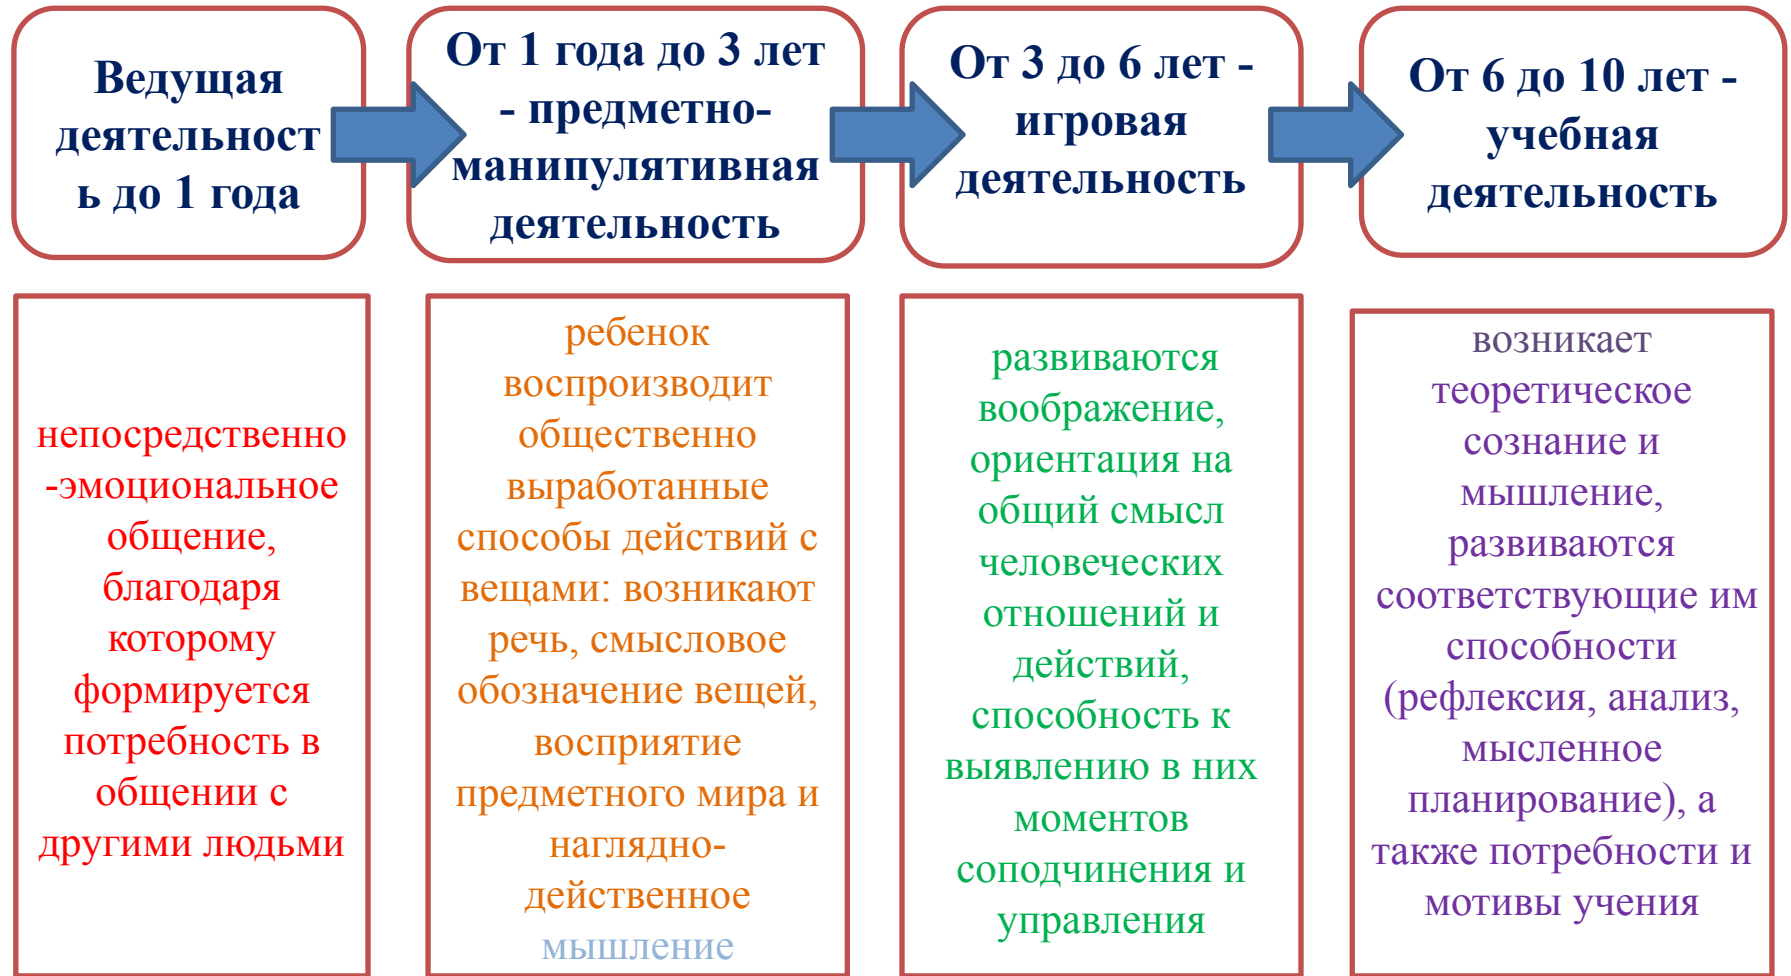 Ведущая
деятельност
ь до 1 года
От 1 года до 3 лет
- предметно-
манипулятивная
деятельность
От 3 до 6 лет -
игровая
деятельность
От 6 до 10 лет -
учебная
деятельность
непосредственно
-эмоциональное
общение,
благодаря
которому
формируется
потребность в
общении с
другими людьми
ребенок
воспроизводит
общественно
выработанные
способы действий с
вещами: возникают
речь, смысловое
обозначение вещей,
восприятие
предметного мира и
наглядно-
действенное
мышление
развиваются
воображение,
ориентация на
общий смысл
человеческих
отношений и
действий,
способность к
выявлению в них
моментов
соподчинения и
управления
возникает
теоретическое
сознание и
мышление,
развиваются
соответствующие им
способности
(рефлексия, анализ,
мысленное
планирование), а
также потребности и
мотивы учения